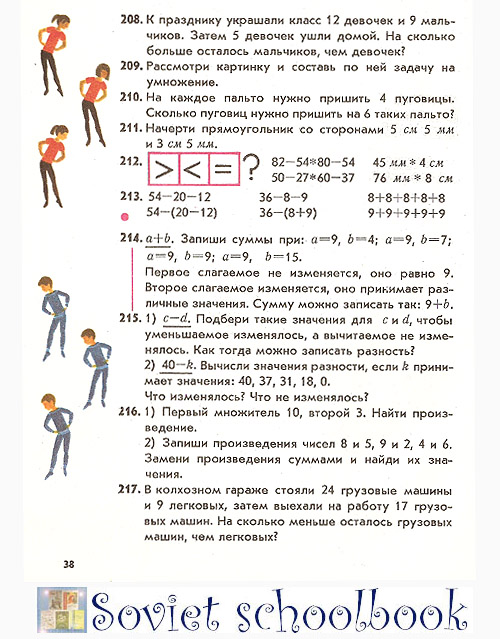 208. К празднику украшали класс 12 девочек и 9 маль-
чиков. Затем 5 девочек ушли домой. На сколько
больше осталось мальчиков, чем девочек?
209. Рассмотри картинку и составь по ней задачу на
умножение.
210. На каждое пальто нужно пришить 4 пуговицы.
Сколько пуговиц нужно пришить на 6 таких пальто?
211. Начерти прямоугольник со сторонами 5 см 5 мм
и 3 см 5 мм.
212. > < = ? 82—54*80—54 45 мм * 4 см
50—27*60—37 76 мм * 8 см
213. 54—20—12 36—8—9 8+8+8+8+8
54—(20—12) 36—(8+9) 9+9+9+9+9
214. a+b. Запиши суммы при: a=9, b=4; a=9, b=7;
a=9, b=9; a=9, b=15.
Первое слагаемое не изменяется, оно равно 9.
Второе слагаемое изменяется, оно принимает раз-
личные значения. Сумму можно записать так: 9+b.
215. 1) c—d. Подбери такие значения для c и d, чтобы
уменьшаемое изменялось, а вычитаемое не изме-
нялось. Как тогда можно записать разность?
2) 40—k. Вычисли значения разности, если k прини-
мает значения: 40, 37, 31, 18, 0.
Что изменялось? Что не изменялось?
216. 1) Первый множитель 10, второй 3. Найти произ-
ведение.
2) Запиши произведения чисел 8 и 5, 9 и 2, 4 и 6.
Замени произведения суммами и найди их зна-
чения.
217. В колхозном гараже стояли 24 грузовые машины
и 9 легковых, затем выехали на работу 17 грузо-
вых машин. На сколько меньше осталось грузовых
машин, чем легковых?
38
Soviet schoolbook